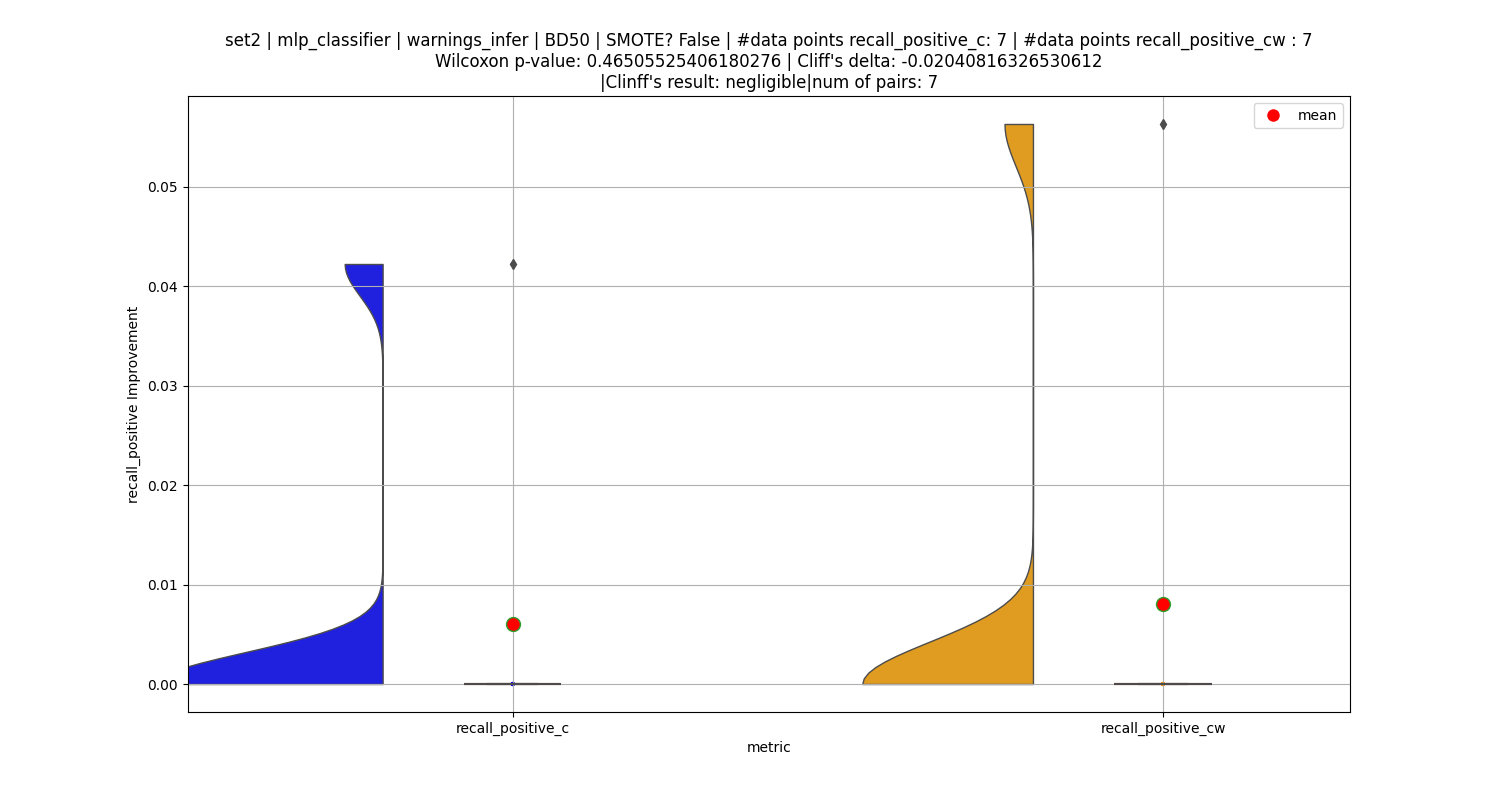 set2 | mlp_classifier | warnings_infer | BD50 | SMOTE? False | #data points recall_positive_c: 7 | #data points recall_positive_cw : 7
Wilcoxon p-value: 0.46505525406180276 | Cliff's delta: -0.02040816326530612
|Clinff's result: negligible|num of pairs: 7
mean
0.05
0.04
0.03
0.02
0.01
0.00
recall_positive Improvement
recall_positive_c
recall_positive_cw
metric